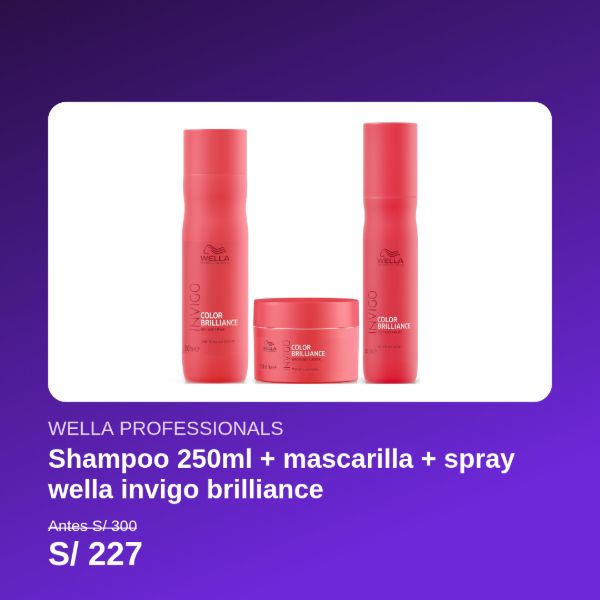 WELLA
INVIGO
COLOR
BRILLIANCE
WELLA
INVIGO
COLOR
BRILLIANCE
WELLA
INVIGO
COLOR
BRILLIANCE
WELLA PROFESSIONALS
Shampoo 250ml + mascarilla + spray
wella invigo brilliance
Antes S/ 300
S/ 227